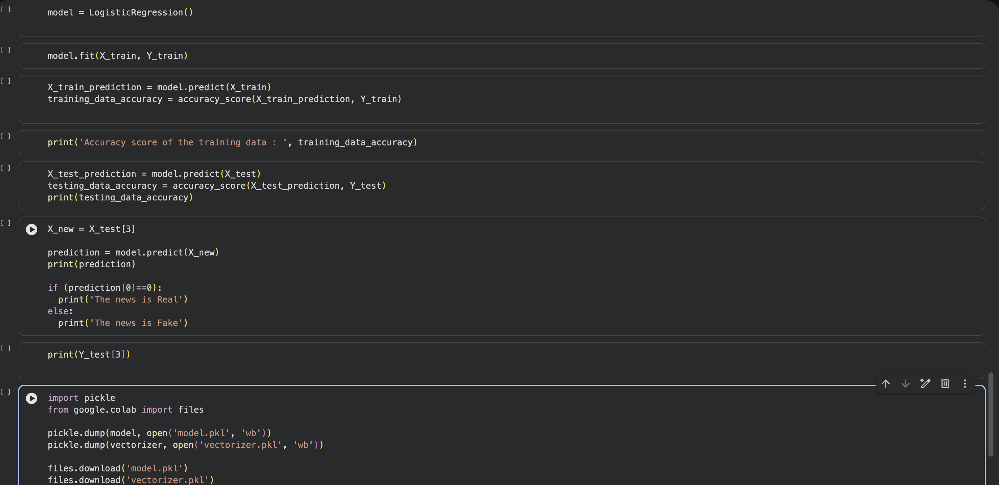 [ ]
model = LogisticRegression()
[ ]
model.fit(X_train, Y_train)
[ ]
X_train_prediction = model.predict(X_train)
training_data_accuracy = accuracy_score(X_train_prediction, Y_train)
[ ]
print('Accuracy score of the training data : ', training_data_accuracy)
[ ]
X_test_prediction = model.predict(X_test)
testing_data_accuracy = accuracy_score(X_test_prediction, Y_test)
print(testing_data_accuracy)
[ ]
X_new = X_test[3]
prediction = model.predict(X_new)
print(prediction)
if (prediction[0]==0):
  print('The news is Real')
else:
  print('The news is Fake')
[ ]
print(Y_test[3])
[ ]
import pickle
from google.colab import files
pickle.dump(model, open('model.pkl', 'wb'))
pickle.dump(vectorizer, open('vectorizer.pkl', 'wb'))
files.download('model.pkl')
files.download('vectorizer.pkl')